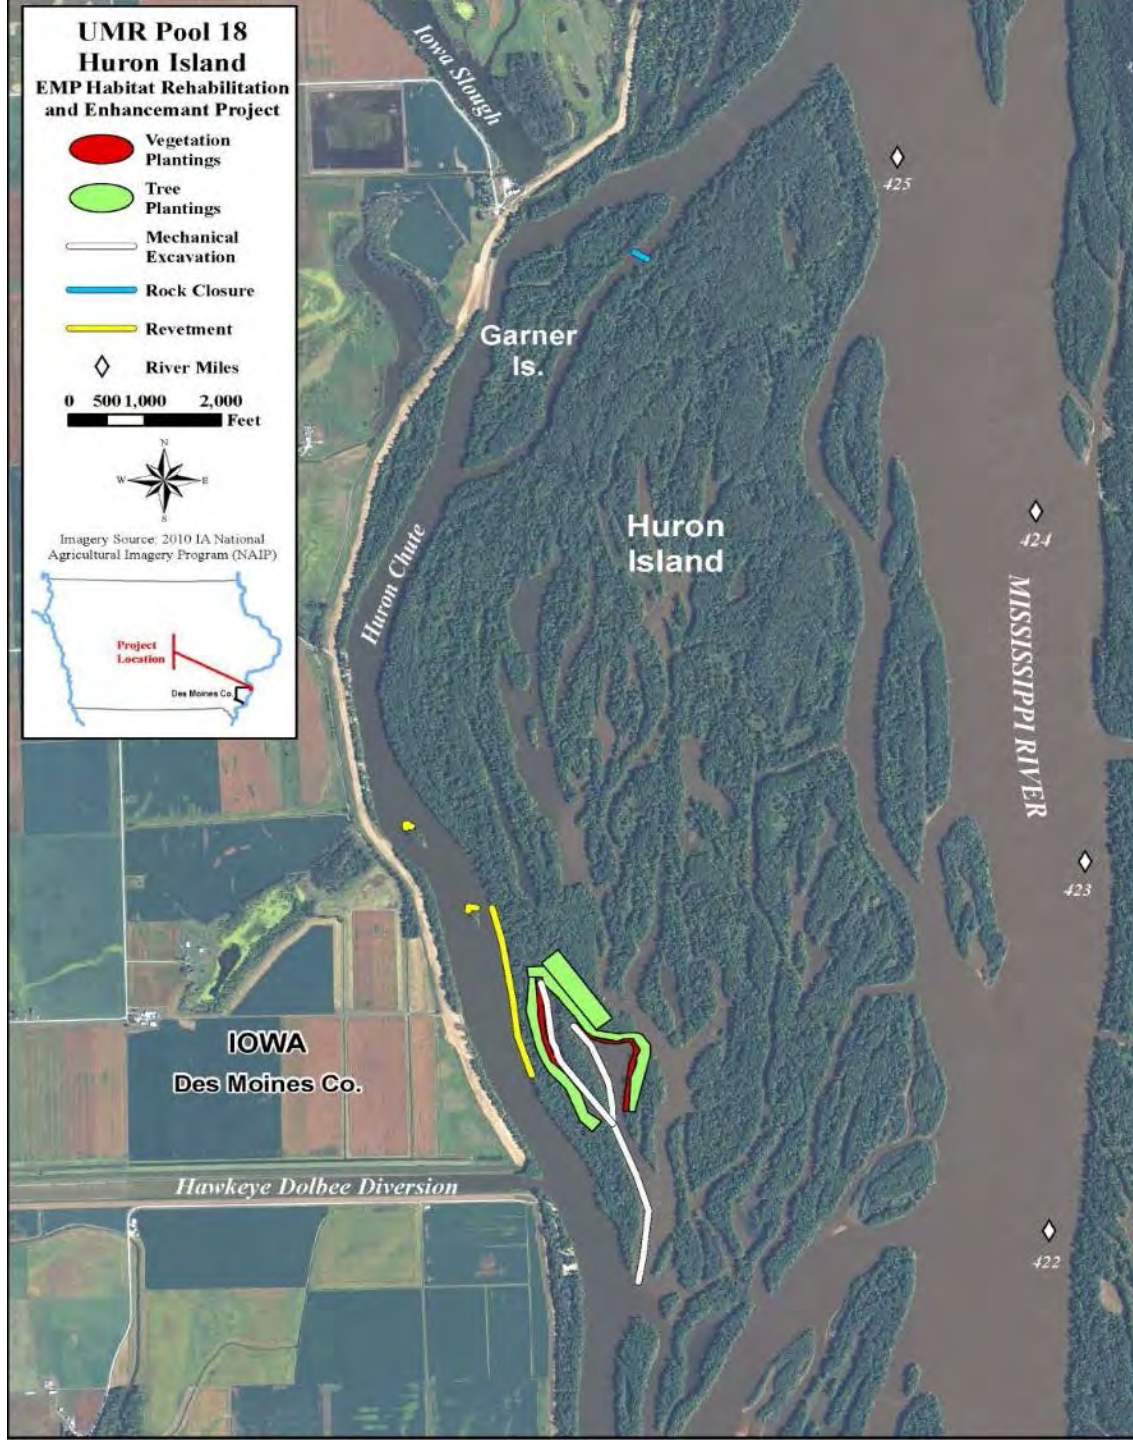 UMR Pool 18
Huron Island
EMP Habitat Rehabilitation
and Enhancemant Project
Vegetation
Plantings
Tree
Plantings
Mechanical
Excavation
Rock Closure
Revetment
River Miles
0 500 1,000 2,000
Feet
N
W E
S
Imagery Source: 2010 IA National
Agricultural Imagery Program (NAIP)
Project
Location
Des Moines Co.
Iowa Slough
425
Garner
Is.
Huron
Island
424
Huron Chute
MISSISSIPPI RIVER
423
IOWA
Des Moines Co.
Hawkeye Dolbee Diversion
422